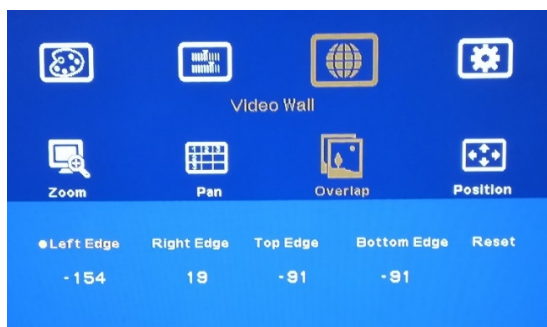 Video Wall
Zoom Pan Overlap Position
Left Edge Right Edge Top Edge Bottom Edge Reset
-154 19 -91 -91